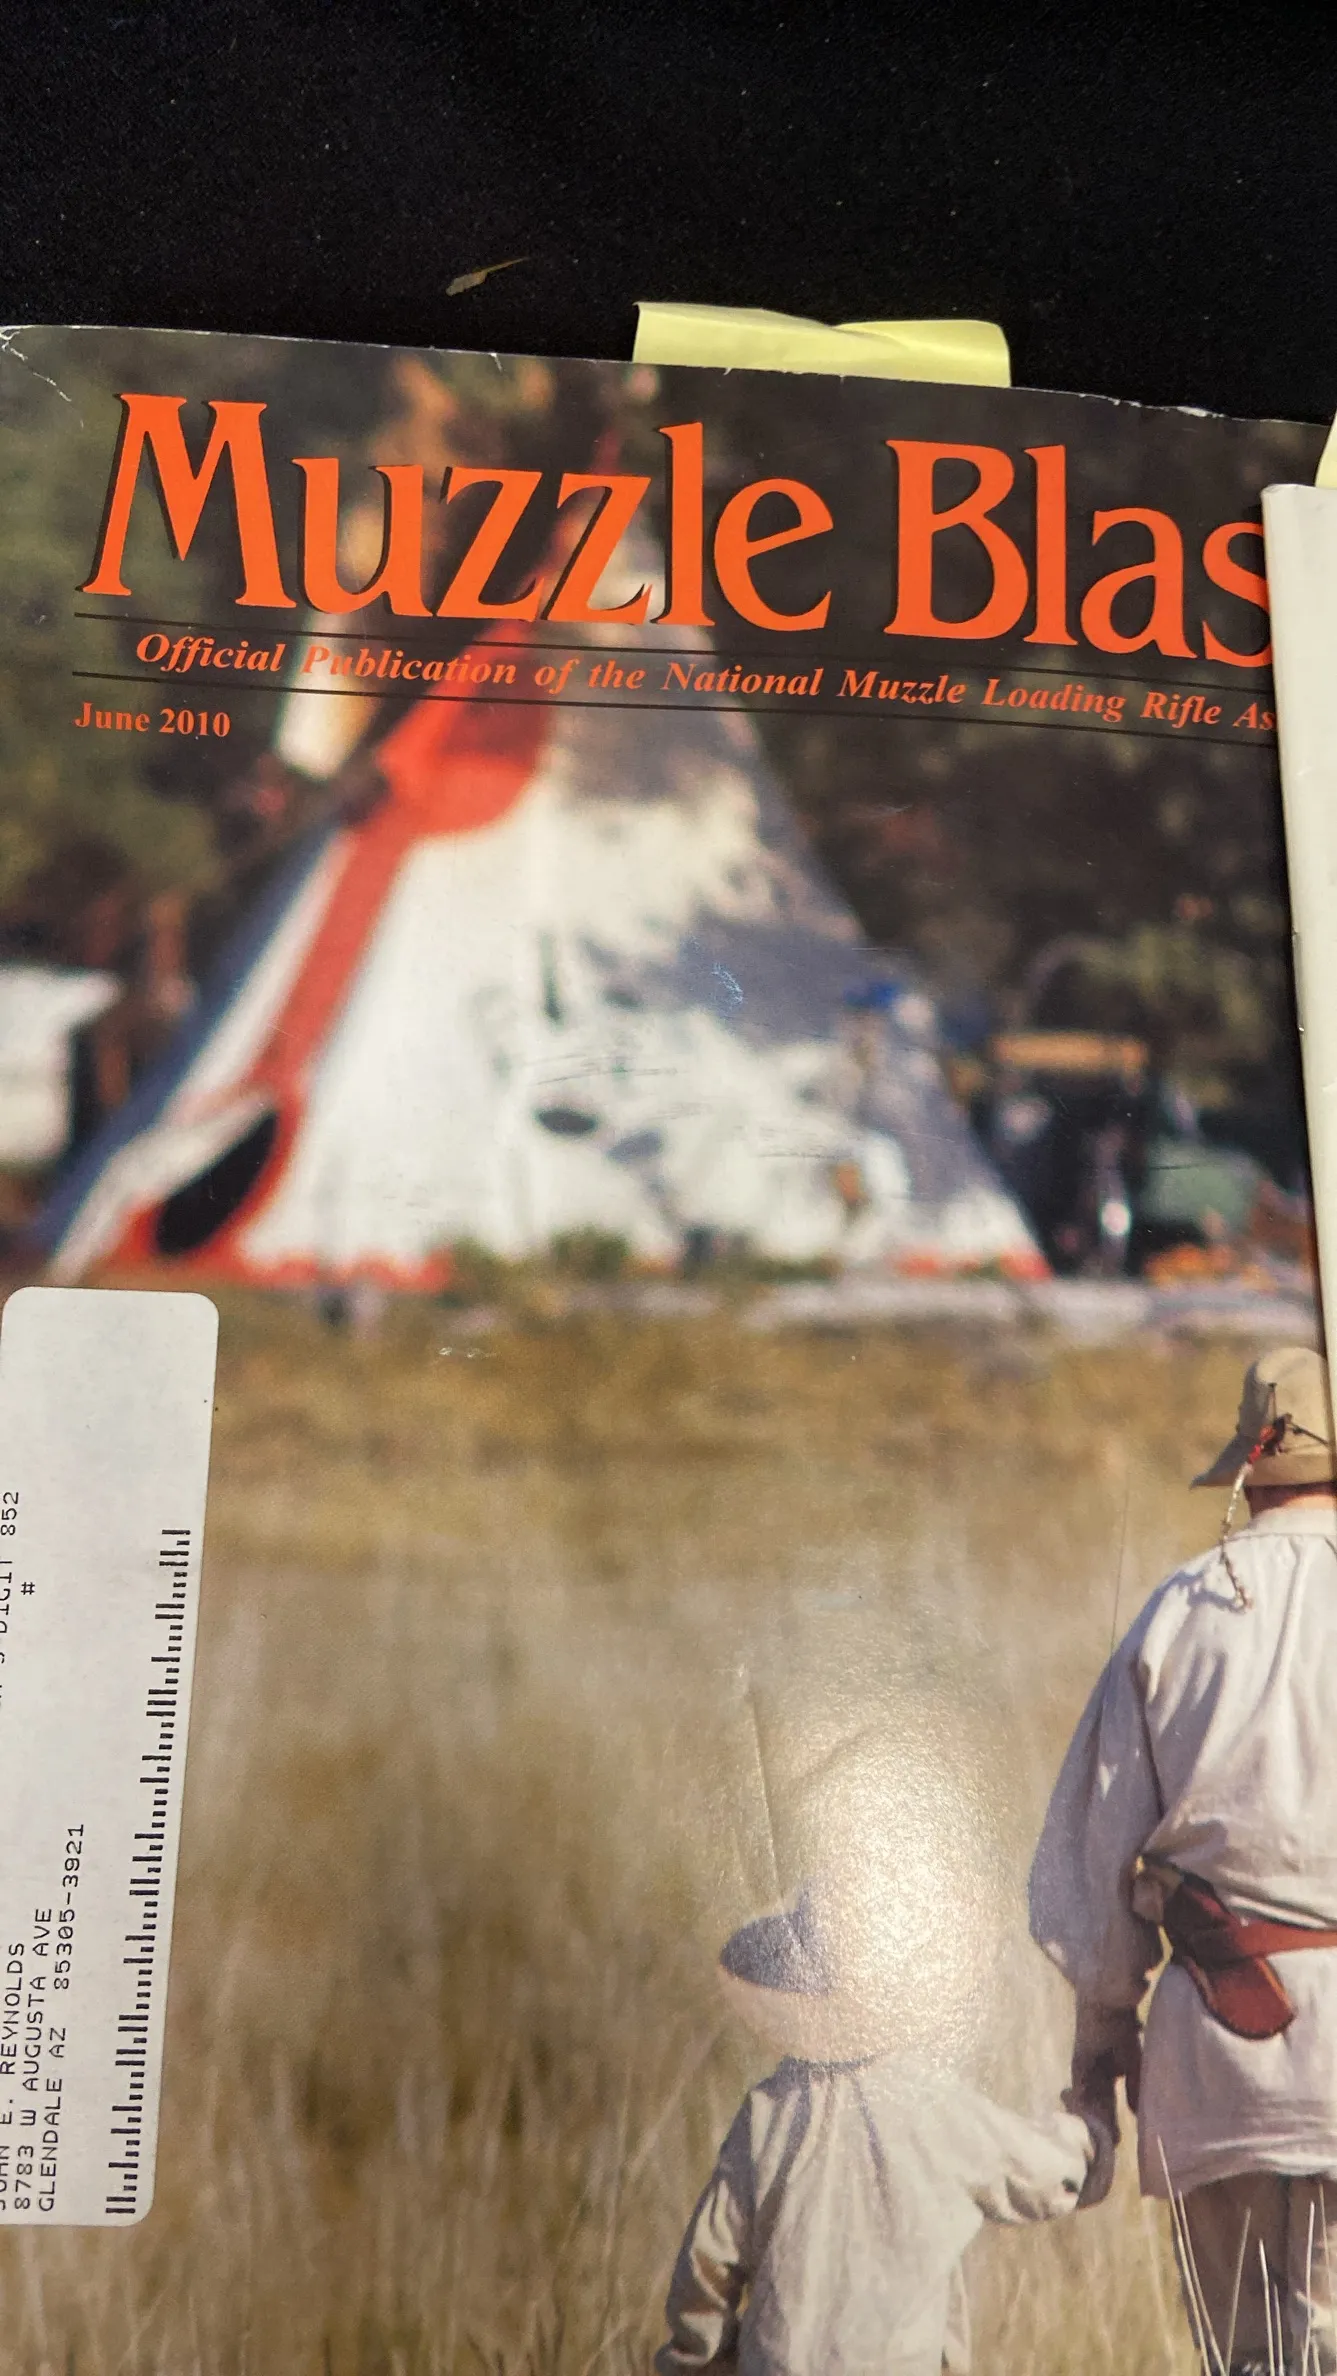 Muzzle Blas
Official Publication of the National Muzzle Loading Rifle As
June 2010
852
#
E. REYNOLDS
8783 W AUGUSTA AVE
GLENDALE AZ 85305-3921